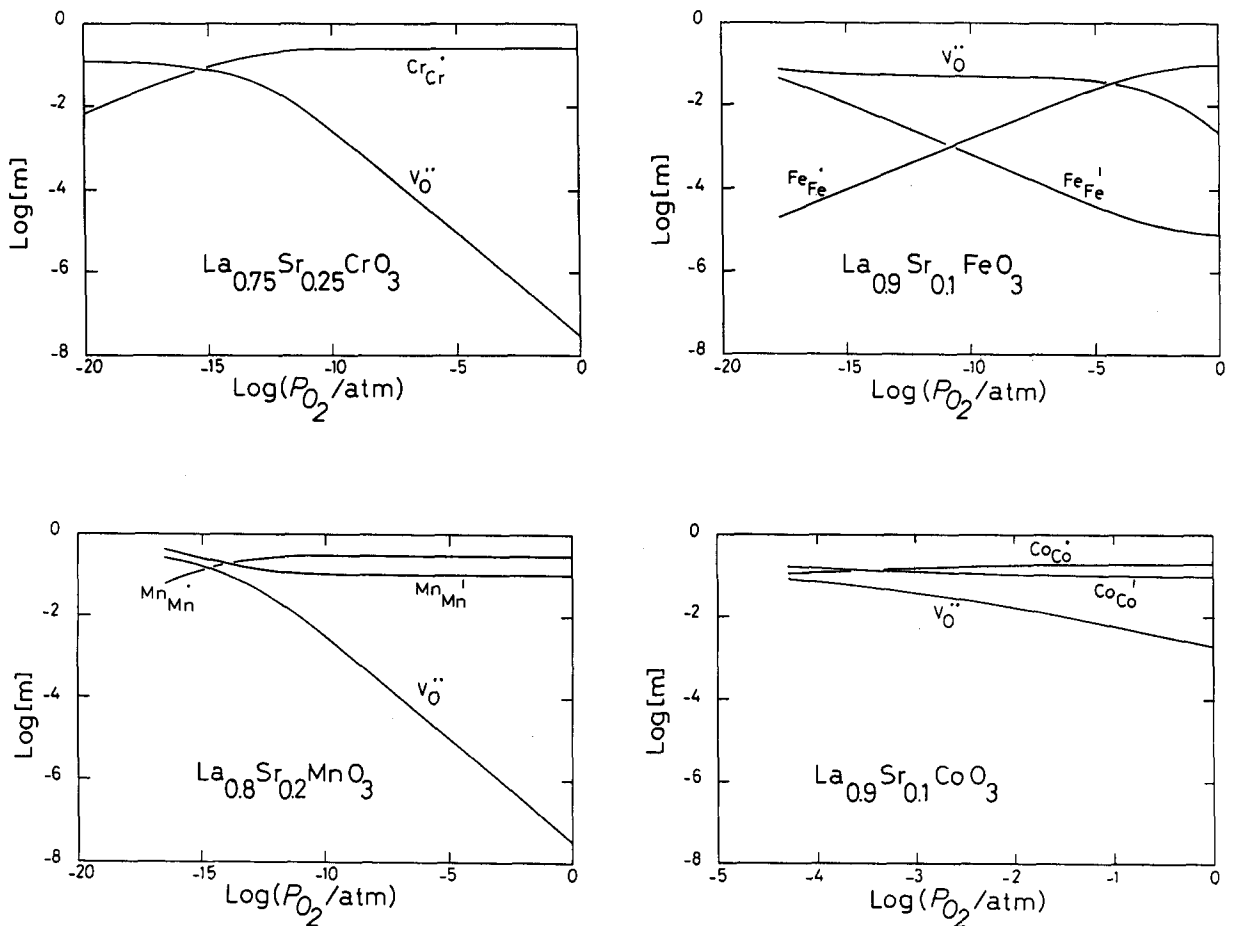 0
-2
-4
-6
-8
Log[m]
Cr_Cr^•
V_O^••
La_0.75Sr_0.25CrO_3
-20
-15
-10
-5
0
Log(P_O_2/atm)
0
-2
-4
-6
-8
Log[m]
V_O^••
Fe_Fe^•
Fe_Fe^'
La_0.9Sr_0.1FeO_3
-20
-15
-10
-5
0
Log(P_O_2/atm)
0
-2
-4
-6
-8
Log[m]
Mn_Mn^•
Mn_Mn^'
V_O^••
La_0.8Sr_0.2MnO_3
-20
-15
-10
-5
0
Log(P_O_2/atm)
0
-2
-4
-6
-8
Log[m]
Co_Co^•
Co_Co^'
V_O^••
La_0.9Sr_0.1CoO_3
-5
-4
-3
-2
-1
0
Log(P_O_2/atm)